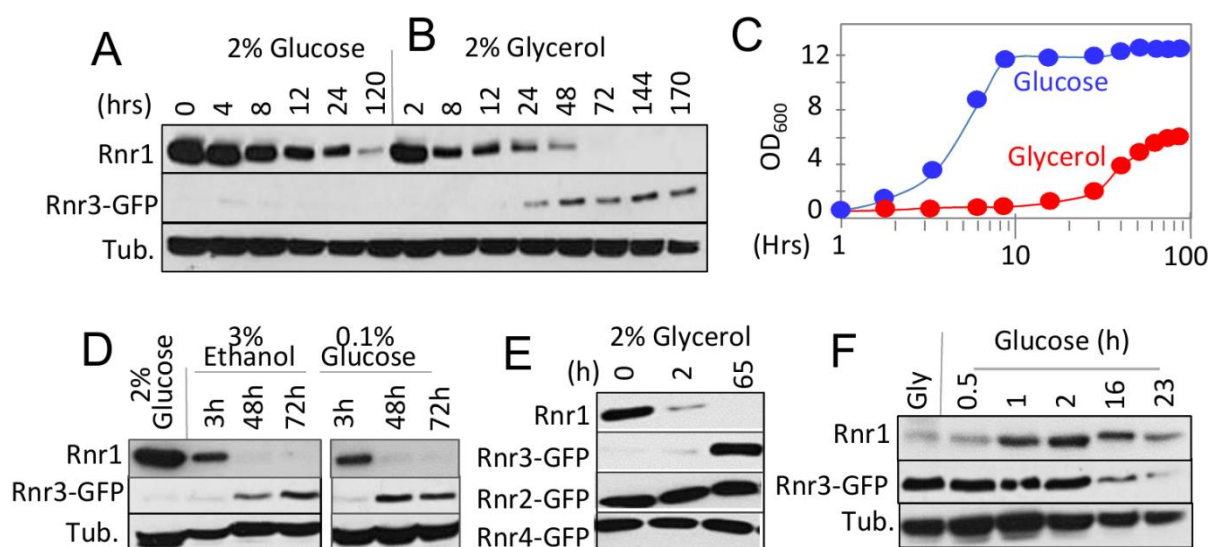 A
B
2% Glucose
2% Glycerol
(hrs)
0
4
8
12
24
120
2
8
12
24
48
72
144
170
Rnr1
Rnr3-GFP
Tub.
C
OD600
12
8
4
0
Glucose
Glycerol
(Hrs)
1
10
100
D
2% Glucose
3% Ethanol
0.1% Glucose
3h
48h
72h
3h
48h
72h
Rnr1
Rnr3-GFP
Tub.
E
2% Glycerol
(h)
0
2
65
Rnr1
Rnr3-GFP
Rnr2-GFP
Rnr4-GFP
F
Glucose (h)
Gly
0.5
1
2
16
23
Rnr1
Rnr3-GFP
Tub.